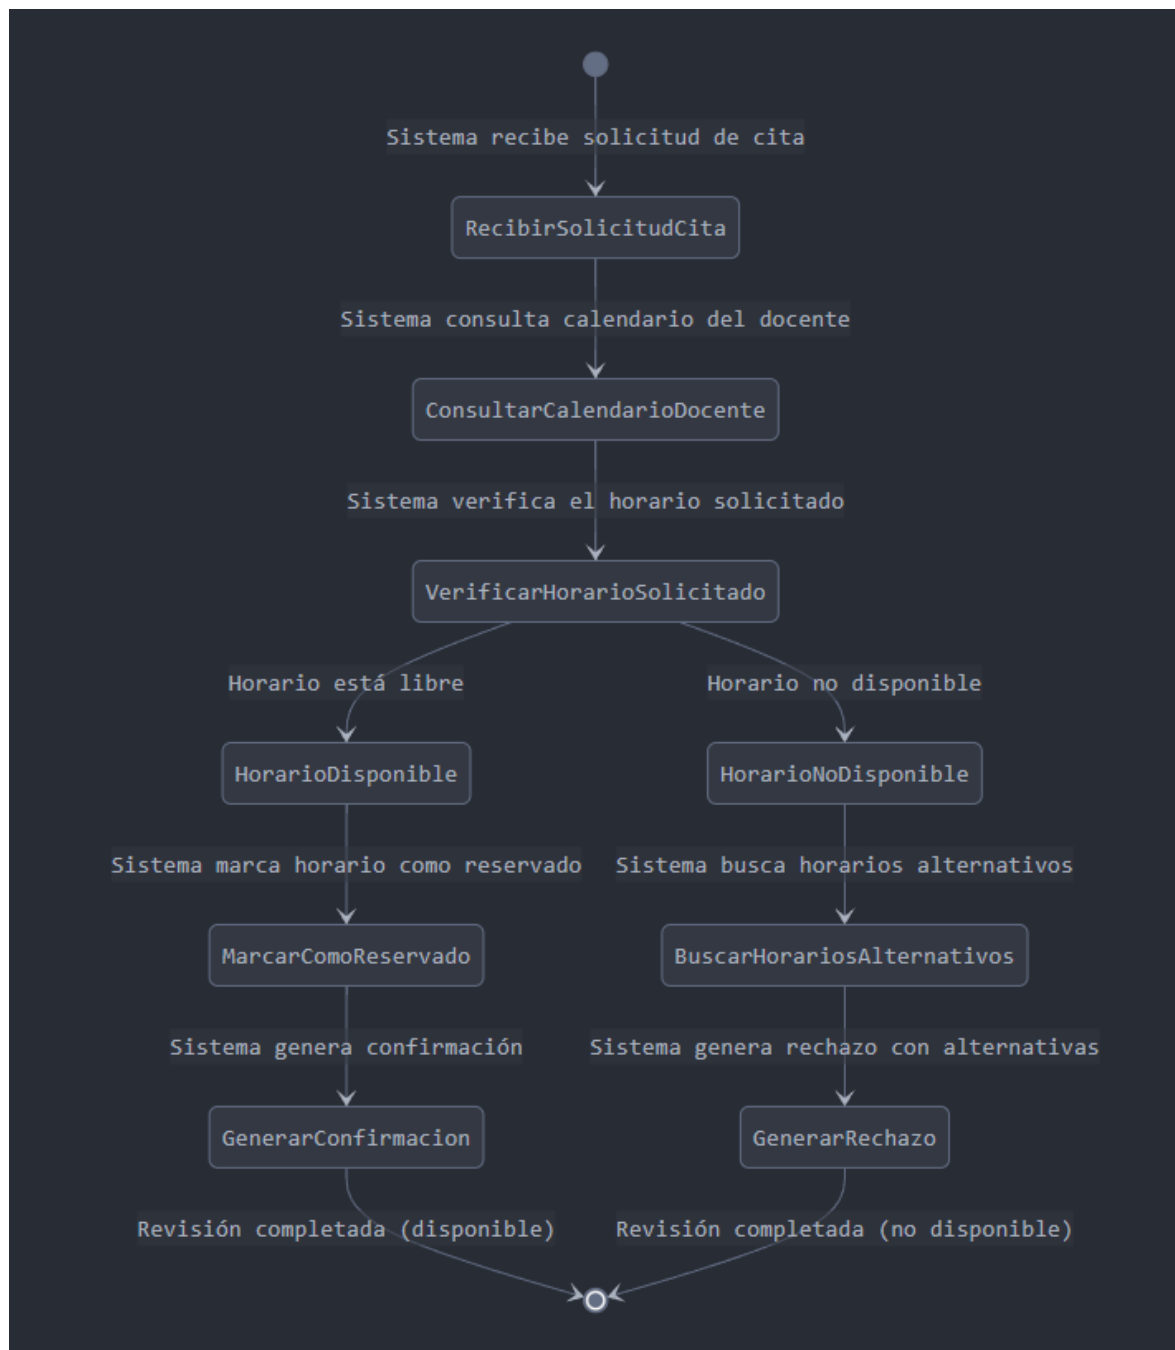 Sistema recibe solicitud de cita
RecibirSolicitudCita
Sistema consulta calendario del docente
ConsultarCalendarioDocente
Sistema verifica el horario solicitado
VerificarHorarioSolicitado
Horario está libre
Horario no disponible
HorarioDisponible
HorarioNoDisponible
Sistema marca horario como reservado
Sistema busca horarios alternativos
MarcarComoReservado
BuscarHorariosAlternativos
Sistema genera confirmación
Sistema genera rechazo con alternativas
GenerarConfirmacion
GenerarRechazo
Revisión completada (disponible)
Revisión completada (no disponible)